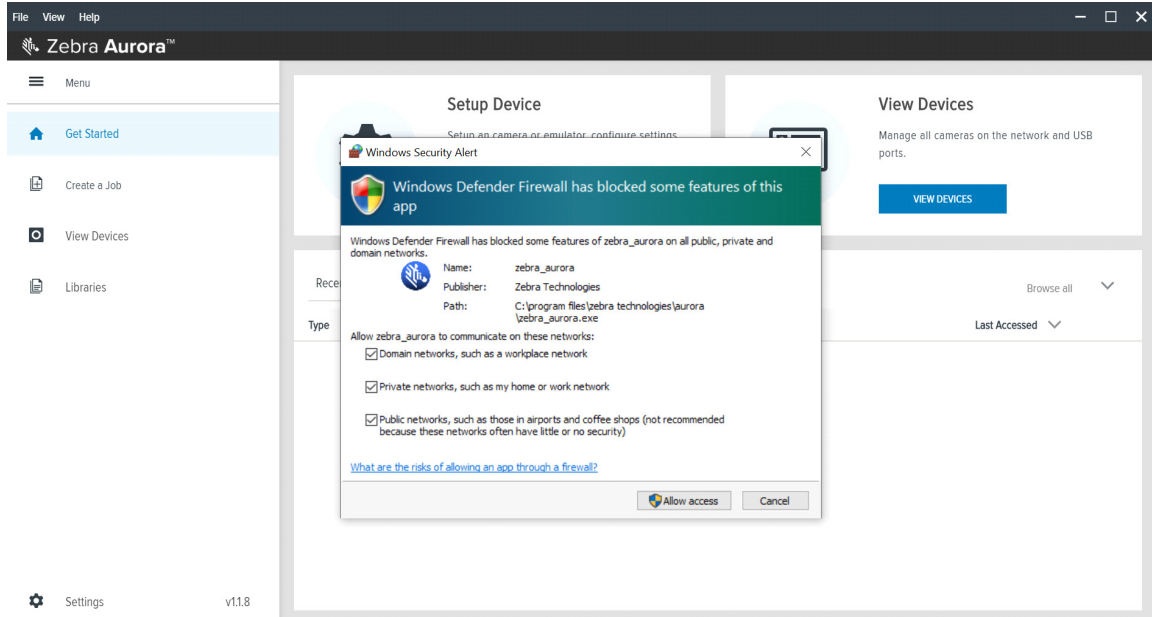 File View Help
Zebra Aurora™
Menu
Get Started
Create a Job
View Devices
Libraries
Settings v1.1.8
Setup Device
Setup an camera or emulator, configure settings
View Devices
Manage all cameras on the network and USB
ports.
VIEW DEVICES
Browse all
Type
Last Accessed
Windows Security Alert
Windows Defender Firewall has blocked some features of this
app
Windows Defender Firewall has blocked some features of zebra_aurora on all public, private and
domain networks.
Name: zebra_aurora
Publisher: Zebra Technologies
Path: C:\program files\zebra technologies\aurora
\zebra_aurora.exe
Allow zebra_aurora to communicate on these networks:
Domain networks, such as a workplace network
Private networks, such as my home or work network
Public networks, such as those in airports and coffee shops (not recommended
because these networks often have little or no security)
What are the risks of allowing an app through a firewall?
Allow access
Cancel